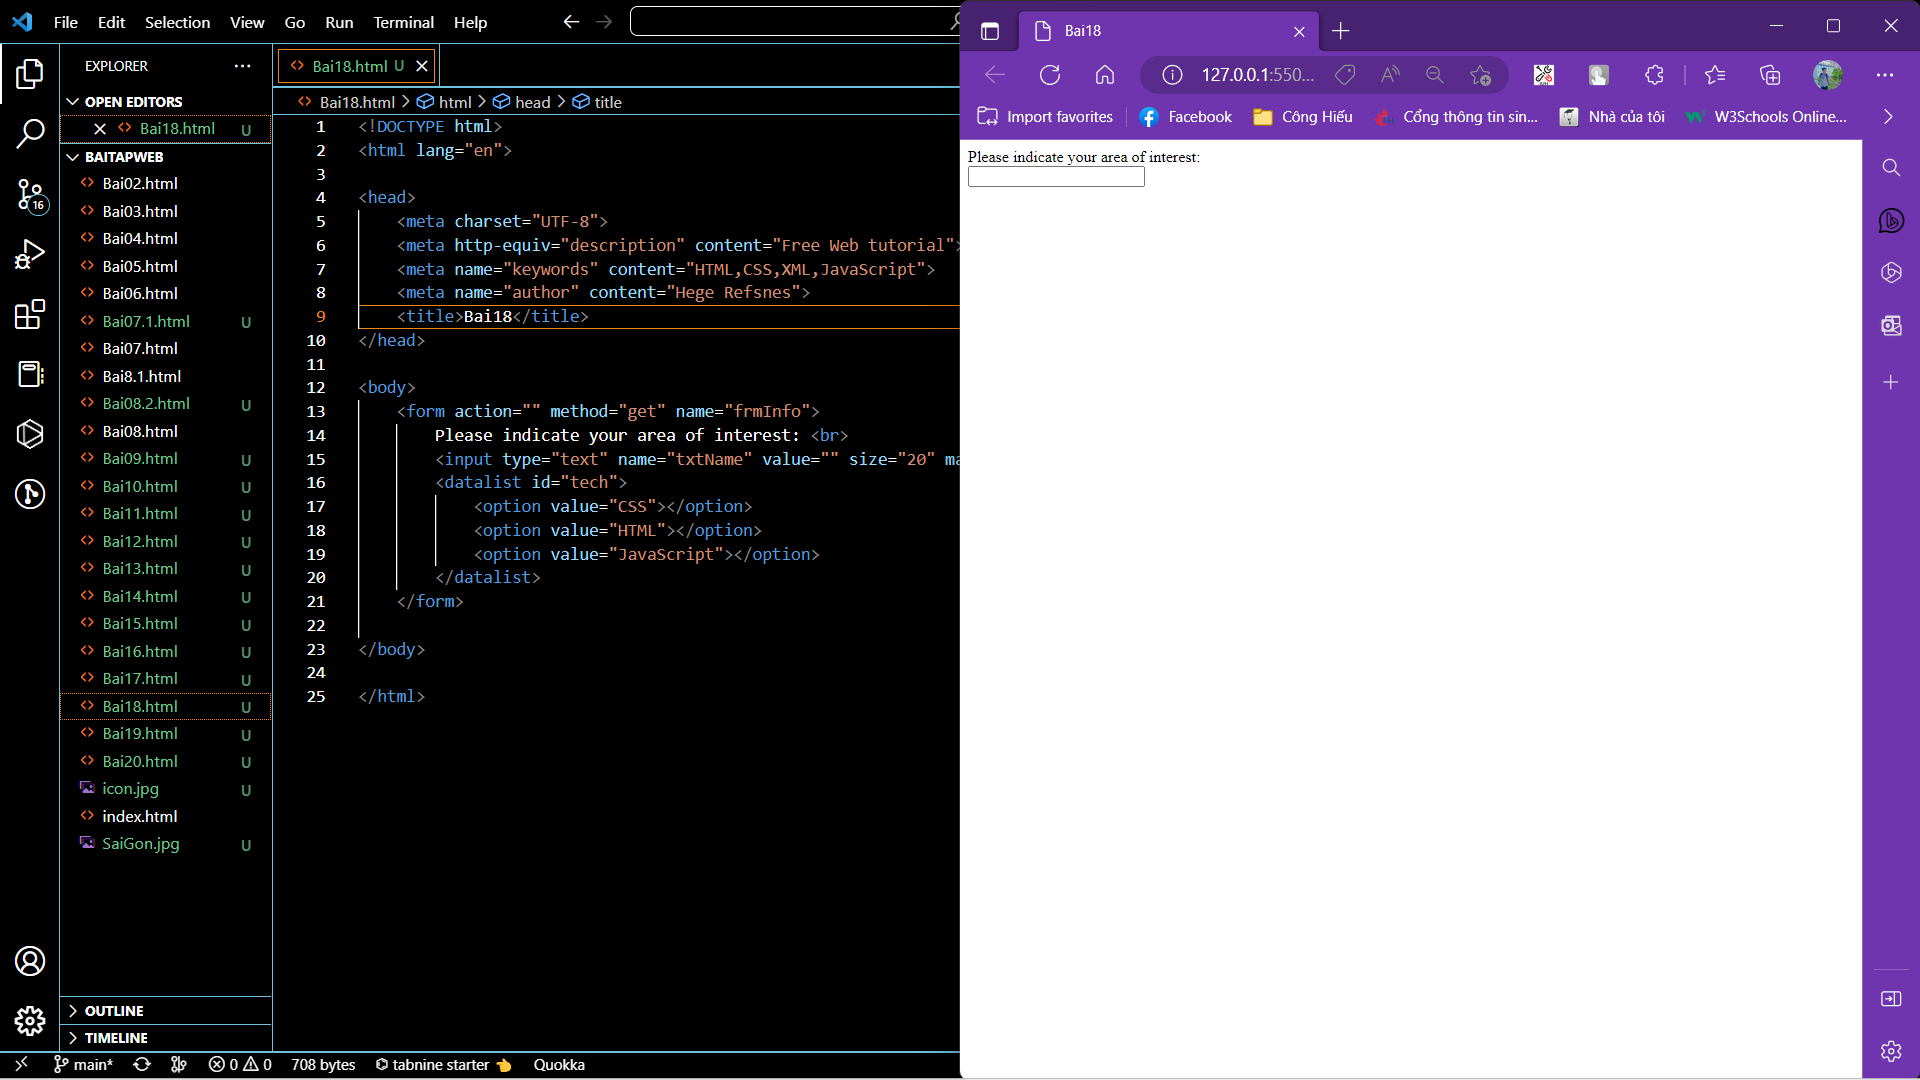 File Edit Selection View Go Run Terminal Help
EXPLORER
OPEN EDITORS
Bai18.html U
BAITAPWEB
Bai02.html
Bai03.html
Bai04.html
Bai05.html
Bai06.html
Bai07.1.html U
Bai07.html
Bai8.1.html
Bai08.2.html U
Bai08.html
Bai09.html U
Bai10.html U
Bai11.html U
Bai12.html U
Bai13.html U
Bai14.html U
Bai15.html U
Bai16.html U
Bai17.html U
Bai18.html U
Bai19.html U
Bai20.html U
icon.jpg U
index.html
SaiGon.jpg U
OUTLINE
TIMELINE
16
Bai18.html U
Bai18.html > html > head > title
1 <!DOCTYPE html>
2 <html lang="en">
3
4 <head>
5 <meta charset="UTF-8">
6 <meta http-equiv="description" content="Free Web tutorial">
7 <meta name="keywords" content="HTML,CSS,XML,JavaScript">
8 <meta name="author" content="Hege Refsnes">
9 <title>Bai18</title>
10 </head>
11
12 <body>
13 <form action="" method="get" name="frmInfo">
14 Please indicate your area of interest: <br>
15 <input type="text" name="txtName" value="" size="20" ma
16 <datalist id="tech">
17 <option value="CSS"></option>
18 <option value="HTML"></option>
19 <option value="JavaScript"></option>
20 </datalist>
21 </form>
22
23 </body>
24
25 </html>
main* 0 0 708 bytes tabnine starter Quokka
Bai18
127.0.0.1:550...
Import favorites Facebook Công Hiếu Cổng thông tin sin... Nhà của tôi W3Schools Online...
Please indicate your area of interest: